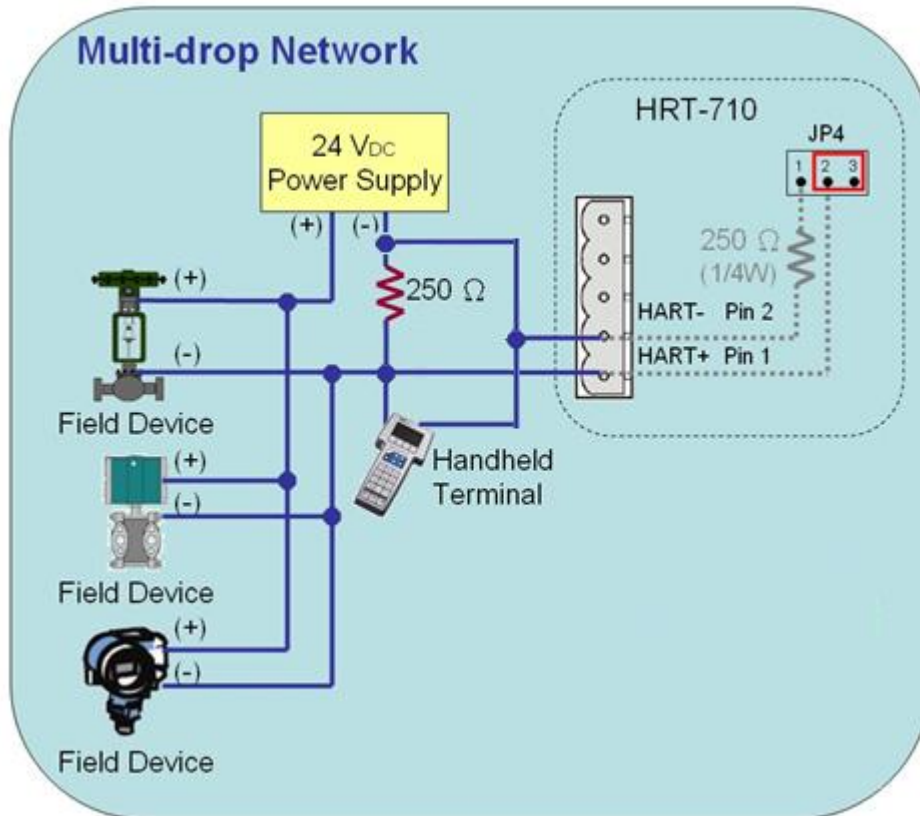 Multi-drop Network
HRT-710
JP4
1 2 3
24 VDC
Power Supply
(+) (-)
250 Ω
250 Ω
(1/4W)
HART- Pin 2
HART+ Pin 1
(+)
(-)
Field Device
Handheld
Terminal
(+)
(-)
Field Device
(+)
(-)
Field Device